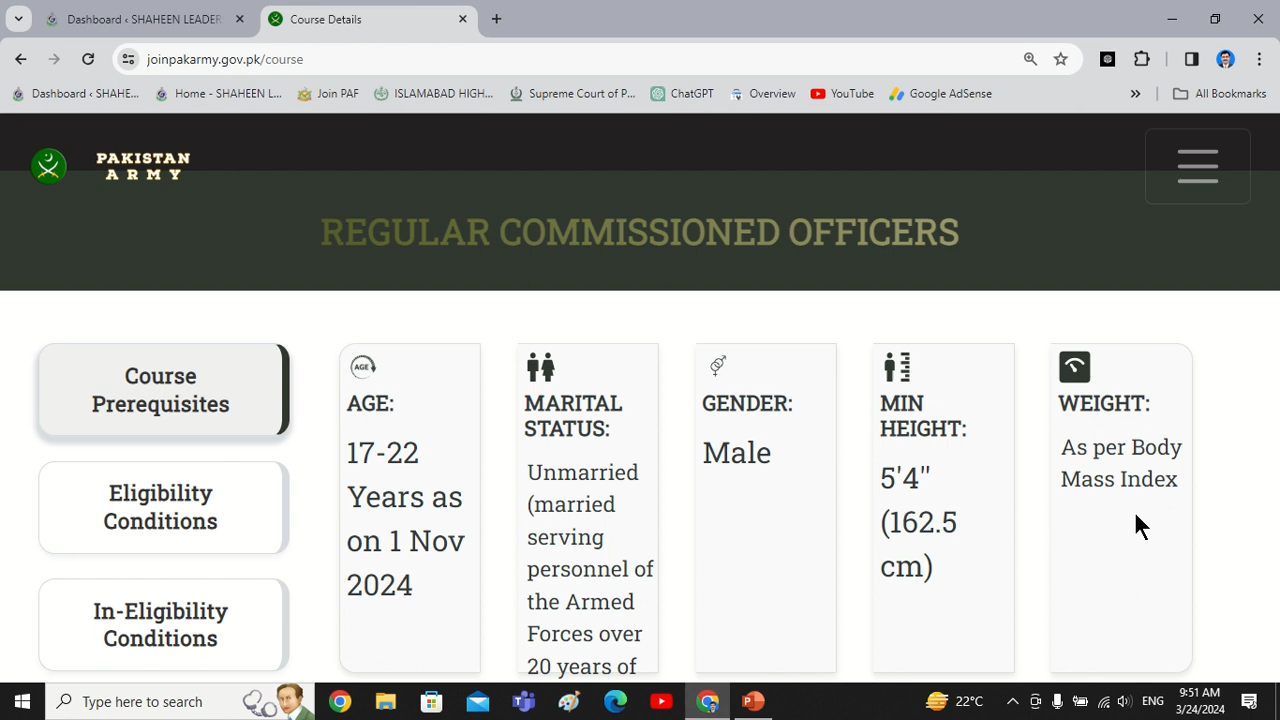 Dashboard ‹ SHAHEEN LEADER
Course Details
joinpakarmy.gov.pk/course
Dashboard ‹ SHAHE...
Home - SHAHEEN L...
Join PAF
ISLAMABAD HIGH...
Supreme Court of P...
ChatGPT
Overview
YouTube
Google AdSense
»
All Bookmarks
PAKISTAN
ARMY
REGULAR COMMISSIONED OFFICERS
Course
Prerequisites
Eligibility
Conditions
In-Eligibility
Conditions
AGE
AGE:
17-22
Years as
on 1 Nov
2024
MARITAL
STATUS:
Unmarried
(married
serving
personnel of
the Armed
Forces over
20 years of
GENDER:
Male
MIN
HEIGHT:
5'4"
(162.5
cm)
WEIGHT:
As per Body
Mass Index
Type here to search
22°C
ENG
9:51 AM
3/24/2024